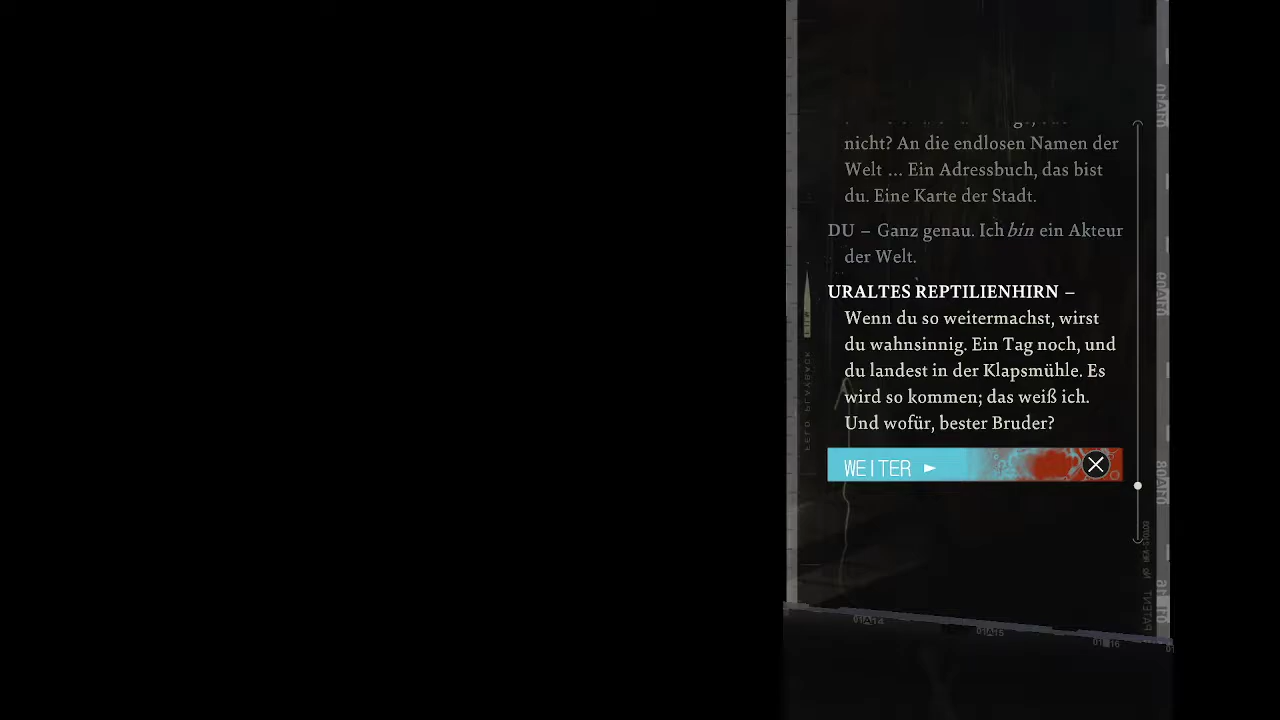 nicht? An die endlosen Namen der
Welt ... Ein Adressbuch, das bist
du. Eine Karte der Stadt.
DU – Ganz genau. Ich bin ein Akteur
der Welt.
URALTES REPTILIENHIRN –
Wenn du so weitermachst, wirst
du wahnsinnig. Ein Tag noch, und
du landest in der Klapsmühle. Es
wird so kommen; das weiß ich.
Und wofür, bester Bruder?
WEITER ►
01A14
01A15